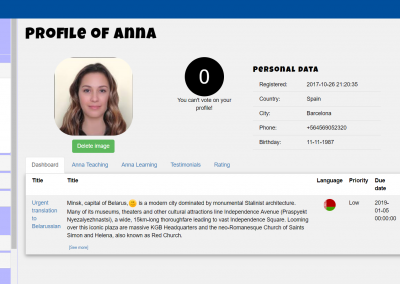 Profile of Anna
0
You can't vote on your
profile!
Delete image
Personal Data
Registered: 2017-10-26 21:20:35
Country: Spain
City: Barcelona
Phone: +564569052320
Birthday: 11-11-1987
Dashboard Anna Teaching Anna Learning Testimonials Rating
Title Title Language Priority Due
date
Urgent
translation
to
Belarussian
Minsk, capital of Belarus, is a modern city dominated by monumental Stalinist architecture.
Many of its museums, theaters and other cultural attractions line Independence Avenue (Praspyekt
Nyezalyezhnastsi), a wide, 15km-long thoroughfare leading to vast Independence Square. Looming
over this iconic plaza are massive KGB Headquarters and the neo-Romanesque Church of Saints
Simon and Helena, also known as Red Church.
[See more]
Low
2019-
01-05
00:00:00